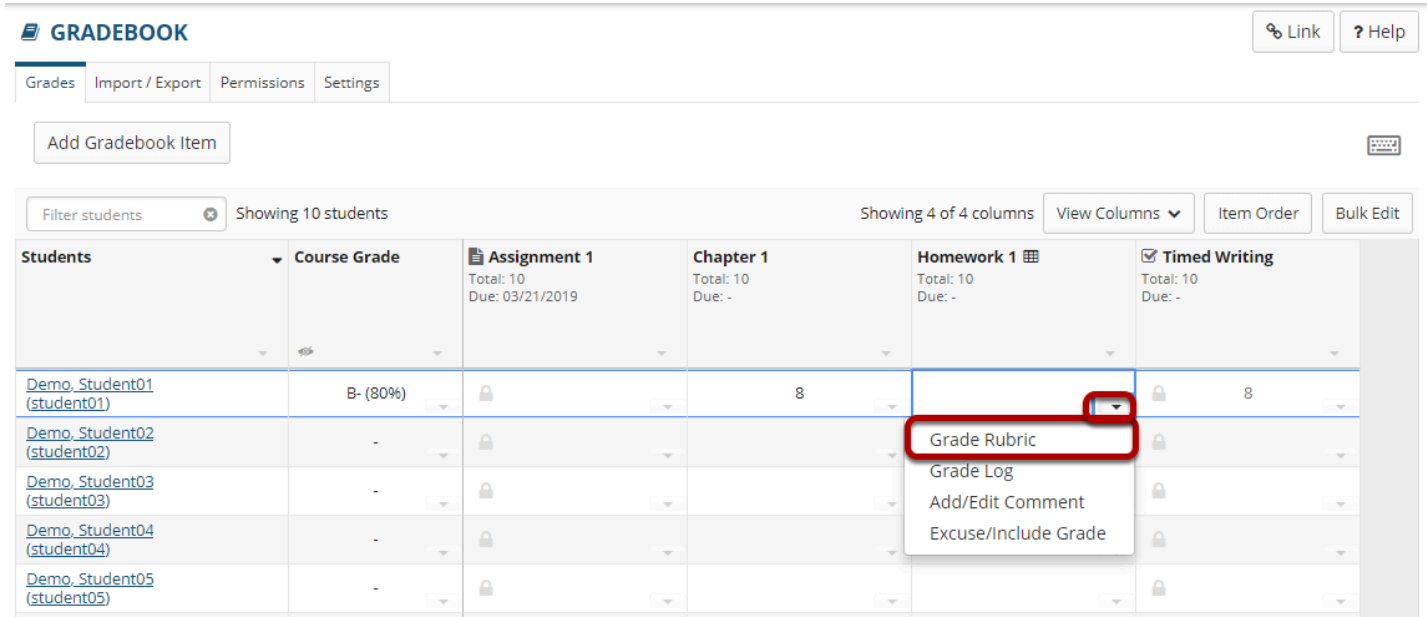 GRADEBOOK
Link
? Help
Grades
Import / Export
Permissions
Settings
Add Gradebook Item
Filter students
Showing 10 students
Showing 4 of 4 columns
View Columns
Item Order
Bulk Edit
Students
Course Grade
Assignment 1
Total: 10
Due: 03/21/2019
Chapter 1
Total: 10
Due: -
Homework 1
Total: 10
Due: -
Timed Writing
Total: 10
Due: -
Demo, Student01
(student01)
B- (80%)
8
8
Demo, Student02
(student02)
-
Demo, Student03
(student03)
-
Demo, Student04
(student04)
-
Demo, Student05
(student05)
-
Grade Rubric
Grade Log
Add/Edit Comment
Excuse/Include Grade